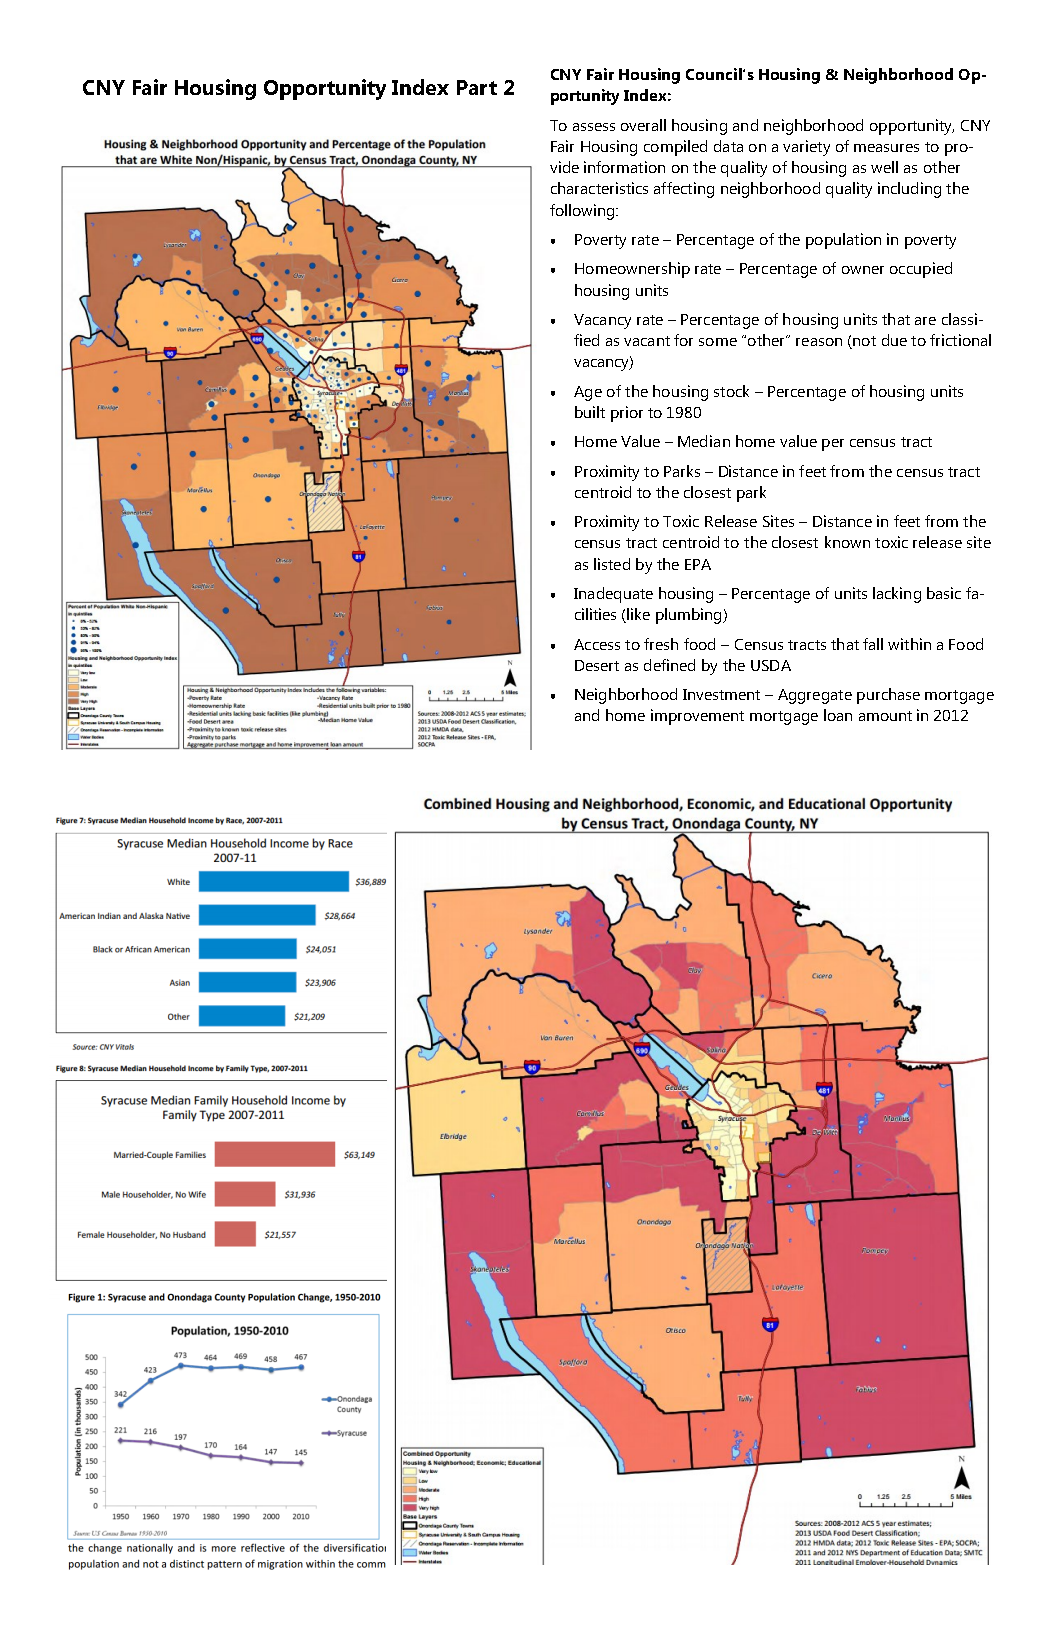 CNY Fair Housing Opportunity Index Part 2
Housing & Neighborhood Opportunity and Percentage of the Population
that are White Non/Hispanic, by Census Tract, Onondaga County, NY
Lysander
Clay
Cicero
Van Buren
690
Salina
90
Geddes
481
Camillus
Syracuse
De Witt
Manlius
Elbridge
Onondaga
Marcellus
Onondaga Nation
Pompey
Skaneateles
LaFayette
81
Otisco
Spafford
Tully
Fabius
Percent of Population White Non-Hispanic
in quintiles
Housing and Neighborhood Opportunity Index
in quintiles
Very low
Low
Moderate
High
Very High
Base Layers
Onondaga County Towns
Syracuse University & South Campus Housing
Onondaga Reservation - Incomplete Information
Water Bodies
Interstates
Housing & Neighborhood Opportunity Index includes the following variables:
-Poverty Rate
-Vacancy Rate
-Homeownership Rate
-Residential units built prior to 1980
-Residential units lacking basic facilities (like plumbing)
-Food Desert area
-Median Home Value
-Proximity to known toxic release sites
-Proximity to parks
Aggregate purchase mortgage and home improvement loan amount
N
0 1.25 2.5 5 Miles
Sources: 2008-2012 ACS 5 year estimates;
2013 USDA Food Desert Classification,
2012 HMDA data,
2012 Toxic Release Sites - EPA,
SOCPA
CNY Fair Housing Council's Housing & Neighborhood Op-
portunity Index:
To assess overall housing and neighborhood opportunity, CNY
Fair Housing compiled data on a variety of measures to pro-
vide information on the quality of housing as well as other
characteristics affecting neighborhood quality including the
following:
• Poverty rate – Percentage of the population in poverty
• Homeownership rate – Percentage of owner occupied
housing units
• Vacancy rate – Percentage of housing units that are classi-
fied as vacant for some "other" reason (not due to frictional
vacancy)
• Age of the housing stock – Percentage of housing units
built prior to 1980
• Home Value – Median home value per census tract
• Proximity to Parks – Distance in feet from the census tract
centroid to the closest park
• Proximity to Toxic Release Sites – Distance in feet from the
census tract centroid to the closest known toxic release site
as listed by the EPA
• Inadequate housing – Percentage of units lacking basic fa-
cilities (like plumbing)
• Access to fresh food – Census tracts that fall within a Food
Desert as defined by the USDA
• Neighborhood Investment – Aggregate purchase mortgage
and home improvement mortgage loan amount in 2012
Figure 7: Syracuse Median Household Income by Race, 2007-2011
Syracuse Median Household Income by Race
2007-11
White $36,889
American Indian and Alaska Native $28,664
Black or African American $24,051
Asian $23,906
Other $21,209
Source: CNY Vitals
Figure 8: Syracuse Median Household Income by Family Type, 2007-2011
Syracuse Median Family Household Income by
Family Type 2007-2011
Married-Couple Families $63,149
Male Householder, No Wife $31,936
Female Householder, No Husband $21,557
Figure 1: Syracuse and Onondaga County Population Change, 1950-2010
Population, 1950-2010
Population (in thousands)
500
450
400
350
300
250
200
150
100
50
0
342 423 473 464 469 458 467
221 216 197 170 164 147 145
Onondaga
County
Syracuse
1950 1960 1970 1980 1990 2000 2010
Source: US Census Bureau 1950-2010
the change nationally and is more reflective of the diversification
population and not a distinct pattern of migration within the comm
Combined Housing and Neighborhood, Economic, and Educational Opportunity
by Census Tract, Onondaga County, NY
Lysander
Clay
Cicero
Van Buren
690
Salina
90
Geddes
481
Camillus
Syracuse
De Witt
Manlius
Elbridge
Onondaga
Marcellus
Onondaga Nation
Pompey
Skaneateles
LaFayette
81
Otisco
Spafford
Tully
Fabius
Combined Opportunity
Housing & Neighborhood; Economic; Educational
Very low
Low
Moderate
High
Very high
Base Layers
Onondaga County Towns
Syracuse University & South Campus Housing
Onondaga Reservation - Incomplete Information
Water Bodies
Interstates
N
0 1.25 2.5 5 Miles
Sources: 2008-2012 ACS 5 year estimates;
2013 USDA Food Desert Classification;
2012 HMDA data; 2012 Toxic Release Sites - EPA; SOCPA;
2011 and 2012 NYS Department of Education Data; SMTC
2011 Longitudinal Employer-Household Dynamics